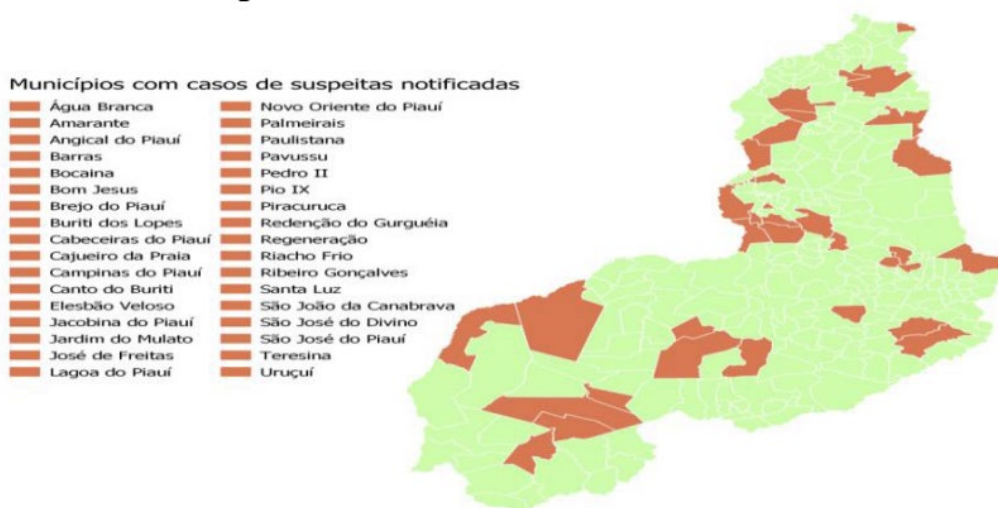 Municípios com casos de suspeitas notificadas
Água Branca
Amarante
Angical do Piauí
Barras
Bocaina
Bom Jesus
Brejo do Piauí
Buriti dos Lopes
Cabeceiras do Piauí
Cajueiro da Praia
Campinas do Piauí
Canto do Buriti
Elesbão Veloso
Jacobina do Piauí
Jardim do Mulato
José de Freitas
Lagoa do Piauí
Novo Oriente do Piauí
Palmeirais
Paulistana
Pavussu
Pedro II
Pio IX
Piracuruca
Redenção do Gurguéia
Regeneração
Riacho Frio
Ribeiro Gonçalves
Santa Luz
São João da Canabrava
São José do Divino
São José do Piauí
Teresina
Uruçuí